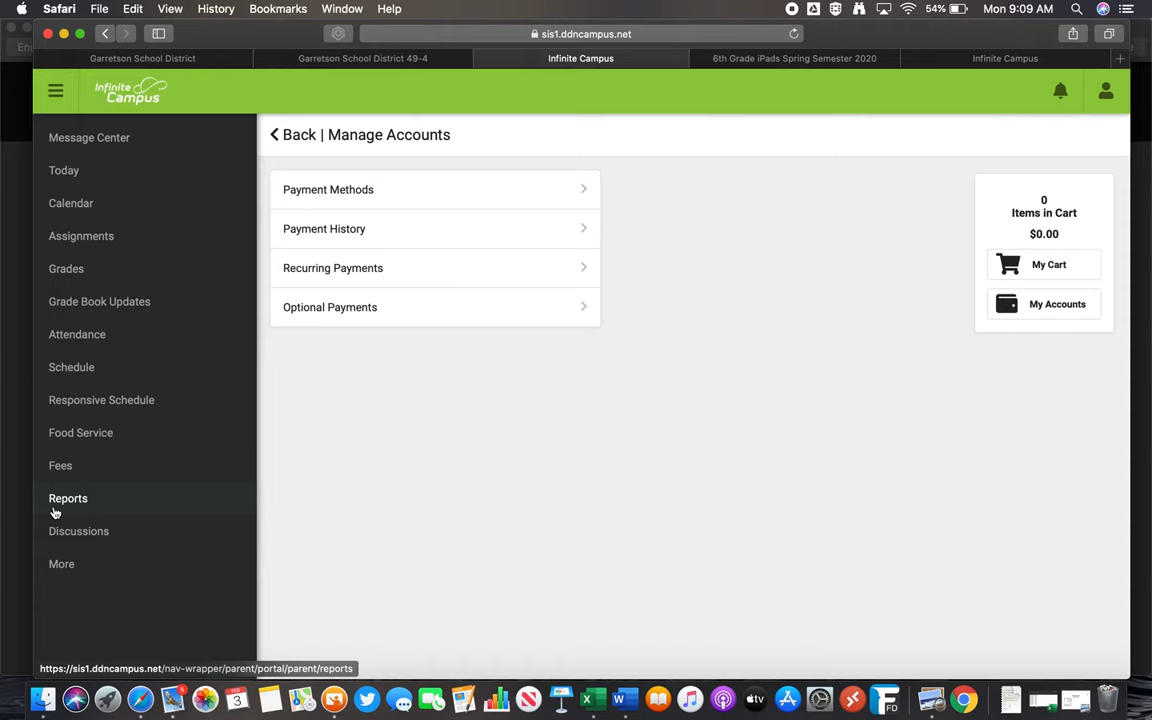 Safari File Edit View History Bookmarks Window Help 54% Mon 9:09 AM
sis1.ddncampus.net
Garretson School District Garretson School District 49-4 Infinite Campus 6th Grade iPads Spring Semester 2020 Infinite Campus
Infinite Campus
Message Center
Today
Calendar
Assignments
Grades
Grade Book Updates
Attendance
Schedule
Responsive Schedule
Food Service
Fees
Reports
Discussions
More
Back | Manage Accounts
Payment Methods
Payment History
Recurring Payments
Optional Payments
0
Items in Cart
$0.00
My Cart
My Accounts
https://sis1.ddncampus.net/nav-wrapper/parent/portal/parent/reports
FEB
3
tv
FD